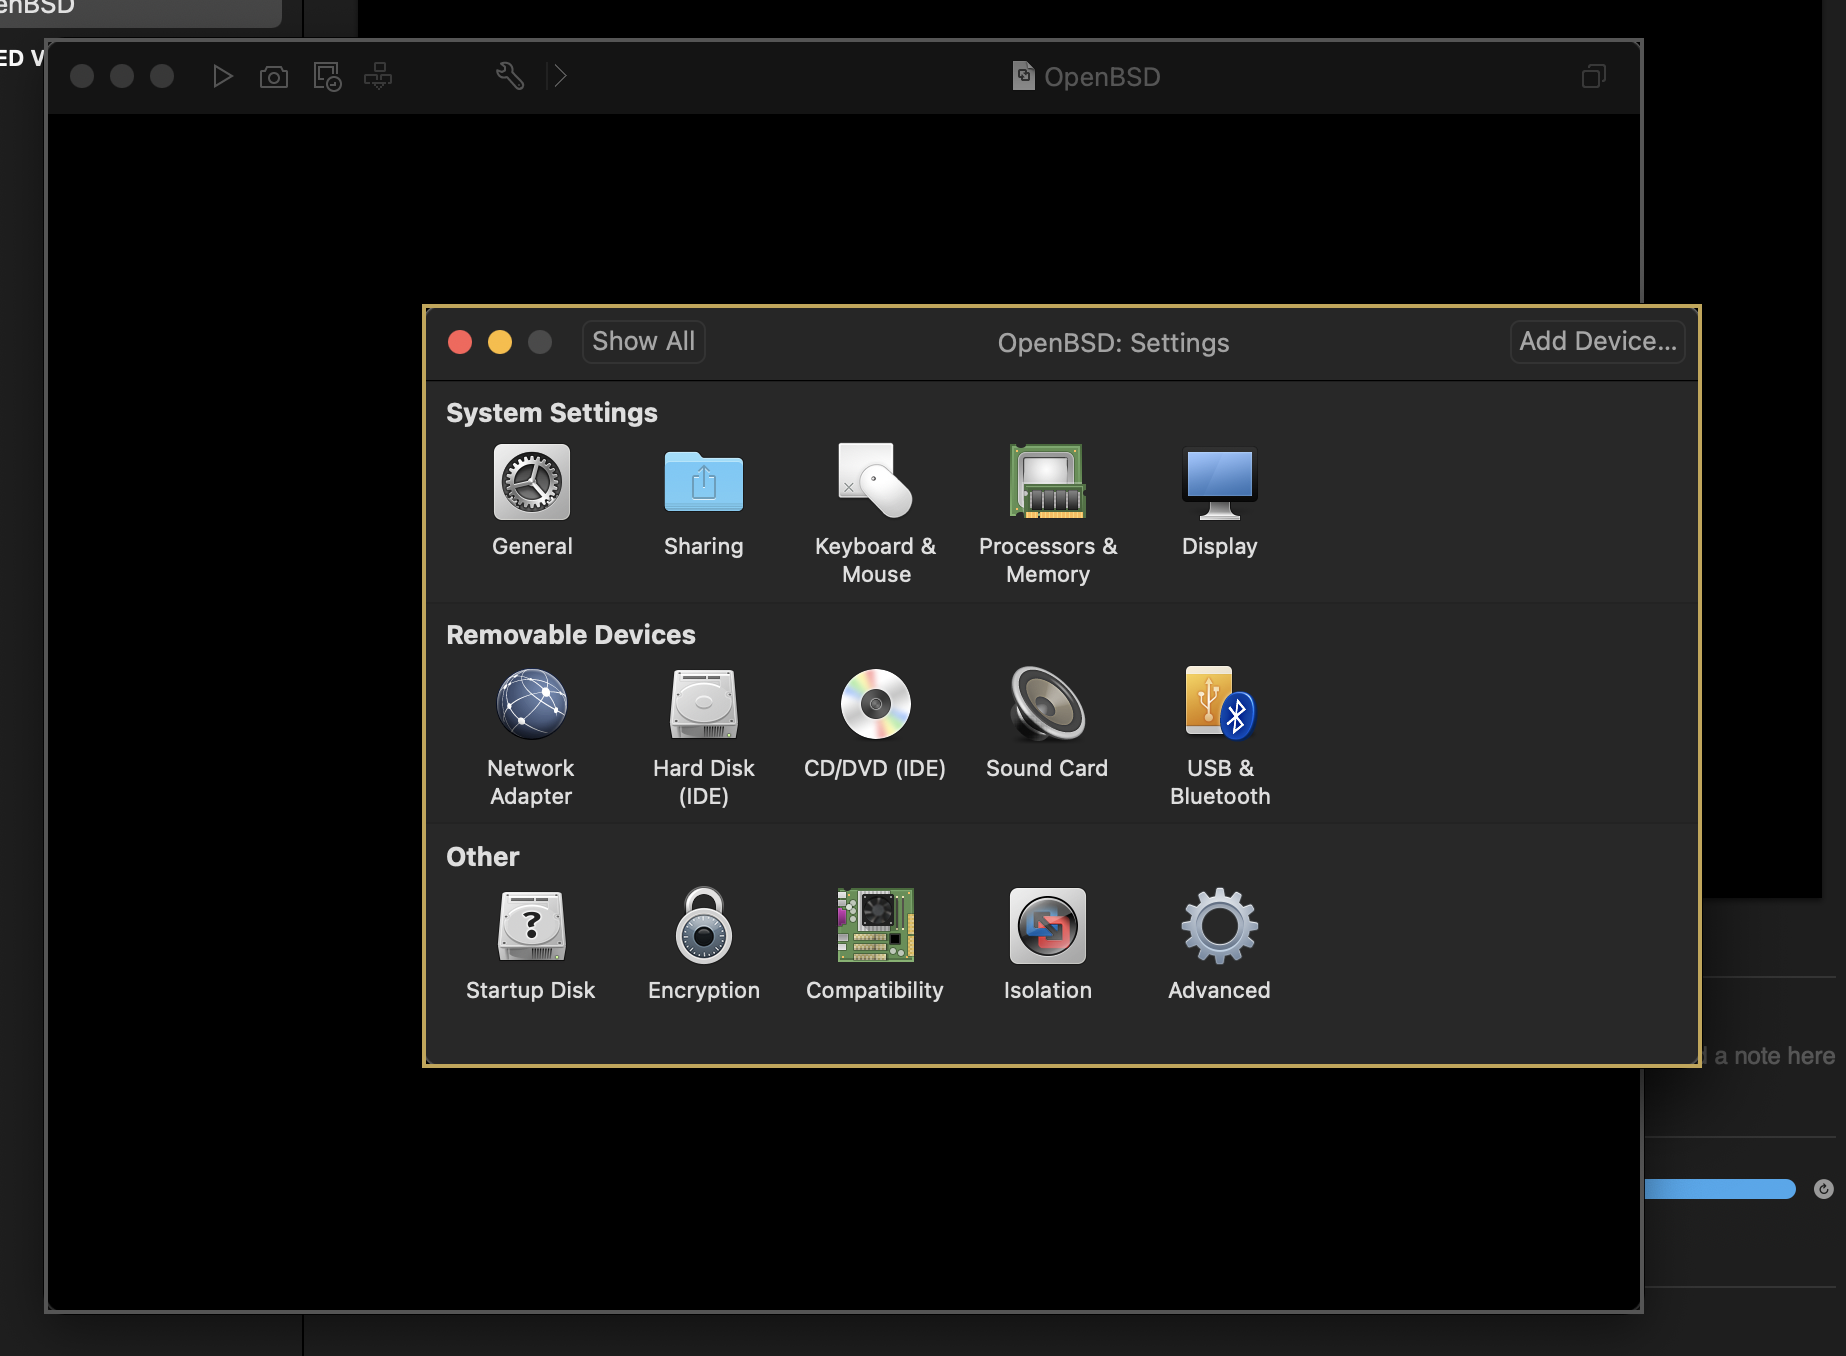 enBSD
ED V
OpenBSD
Show All
OpenBSD: Settings
Add Device...
System Settings
General
Sharing
Keyboard &
Mouse
Processors &
Memory
Display
Removable Devices
Network
Adapter
Hard Disk
(IDE)
CD/DVD (IDE)
Sound Card
USB &
Bluetooth
Other
Startup Disk
Encryption
Compatibility
Isolation
Advanced
a note here